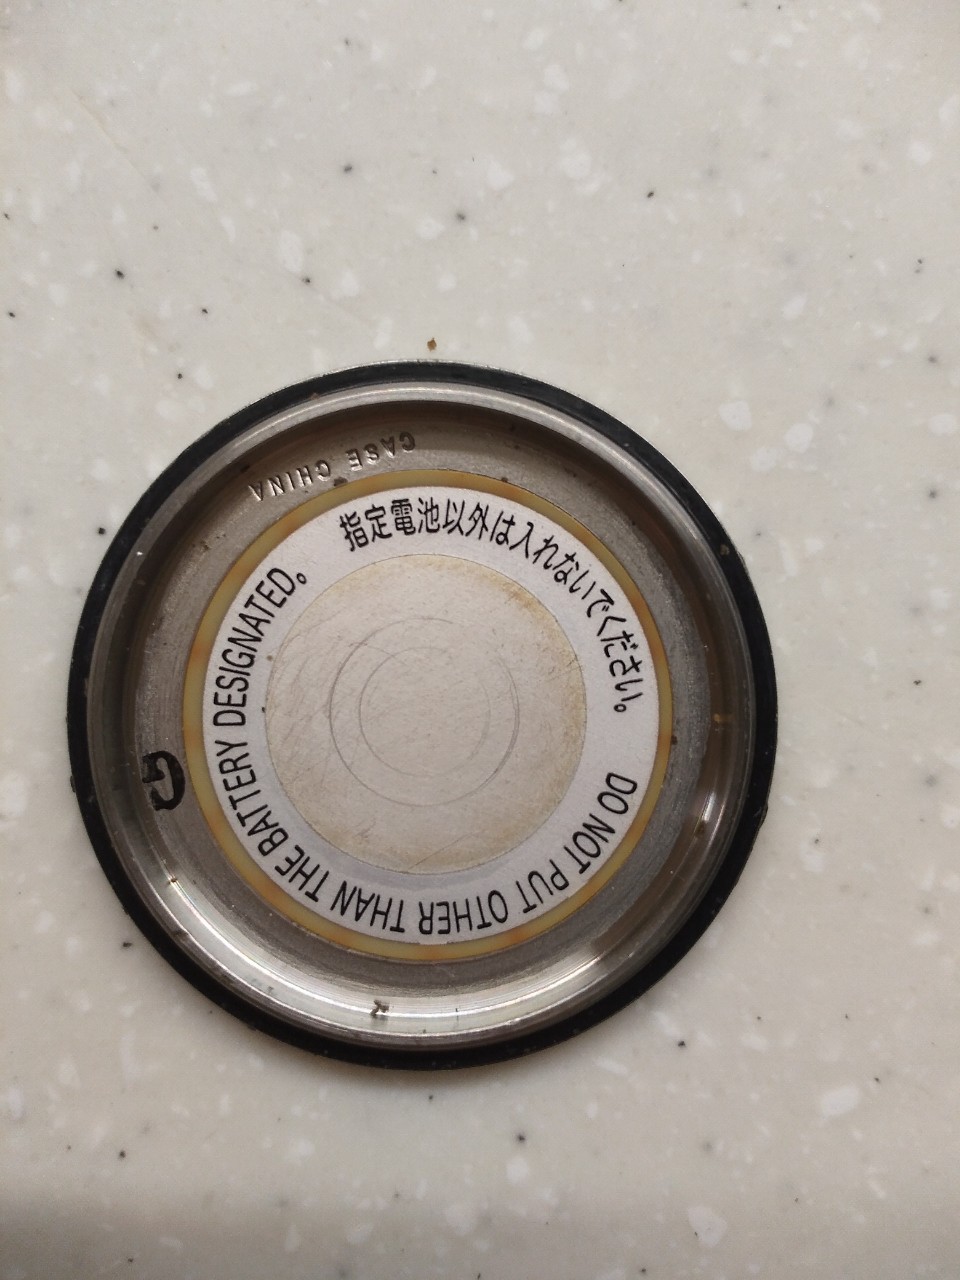 CASE CHINA
指定電池以外は入れないでください。
DO NOT PUT OTHER THAN THE BATTERY DESIGNATED.
G